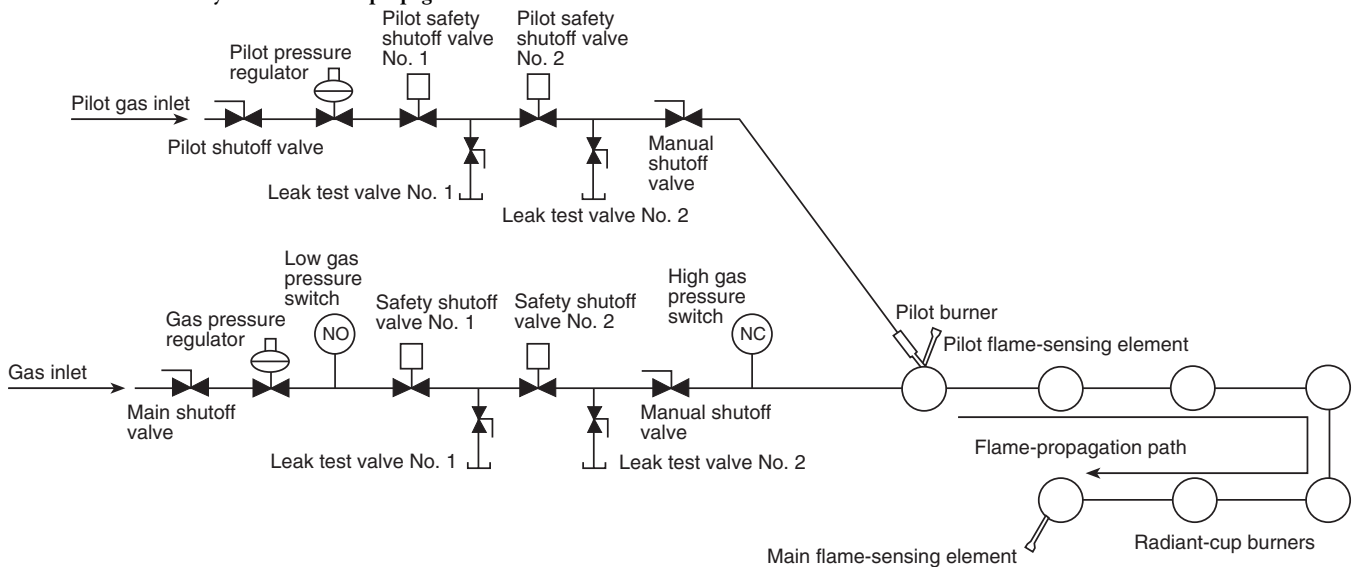 Pilot safety
shutoff valve
No. 1
Pilot safety
shutoff valve
No. 2
Pilot pressure
regulator
Pilot gas inlet
Pilot shutoff valve
Manual
shutoff
valve
Leak test valve No. 1
Leak test valve No. 2
Low gas
pressure
switch
High gas
pressure
switch
Safety shutoff
valve No. 1
Safety shutoff
valve No. 2
Gas pressure
regulator
NO
NC
Pilot burner
Pilot flame-sensing element
Gas inlet
Main shutoff
valve
Manual shutoff
valve
Leak test valve No. 1
Leak test valve No. 2
Flame-propagation path
Main flame-sensing element
Radiant-cup burners